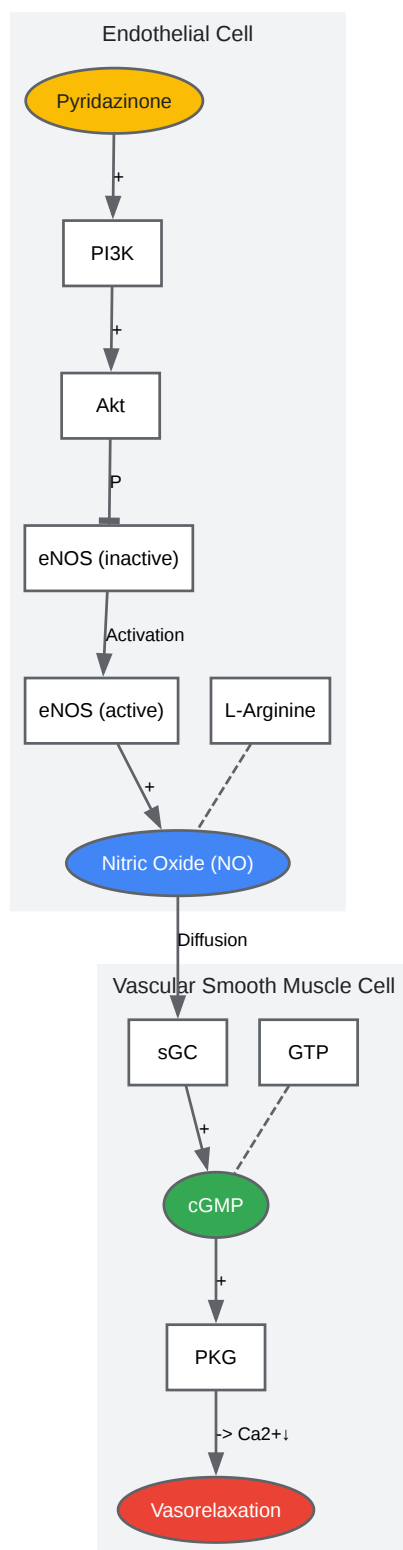 Endothelial Cell
Pyridazinone
+
PI3K
+
Akt
P
eNOS (inactive)
Activation
eNOS (active)
L-Arginine
+
Nitric Oxide (NO)
Diffusion
Vascular Smooth Muscle Cell
sGC
GTP
+
cGMP
+
PKG
-> Ca2+↓
Vasorelaxation